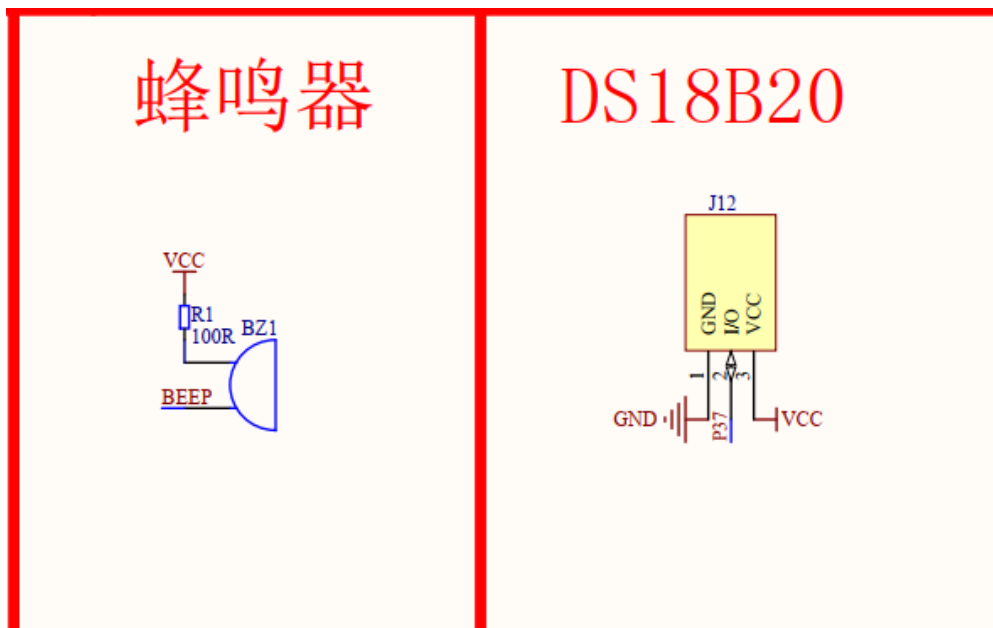 蜂鸣器
VCC
R1
100R
BZ1
BEEP
DS18B20
J12
GND
I/O
VCC
1
2
3
GND
P37
VCC